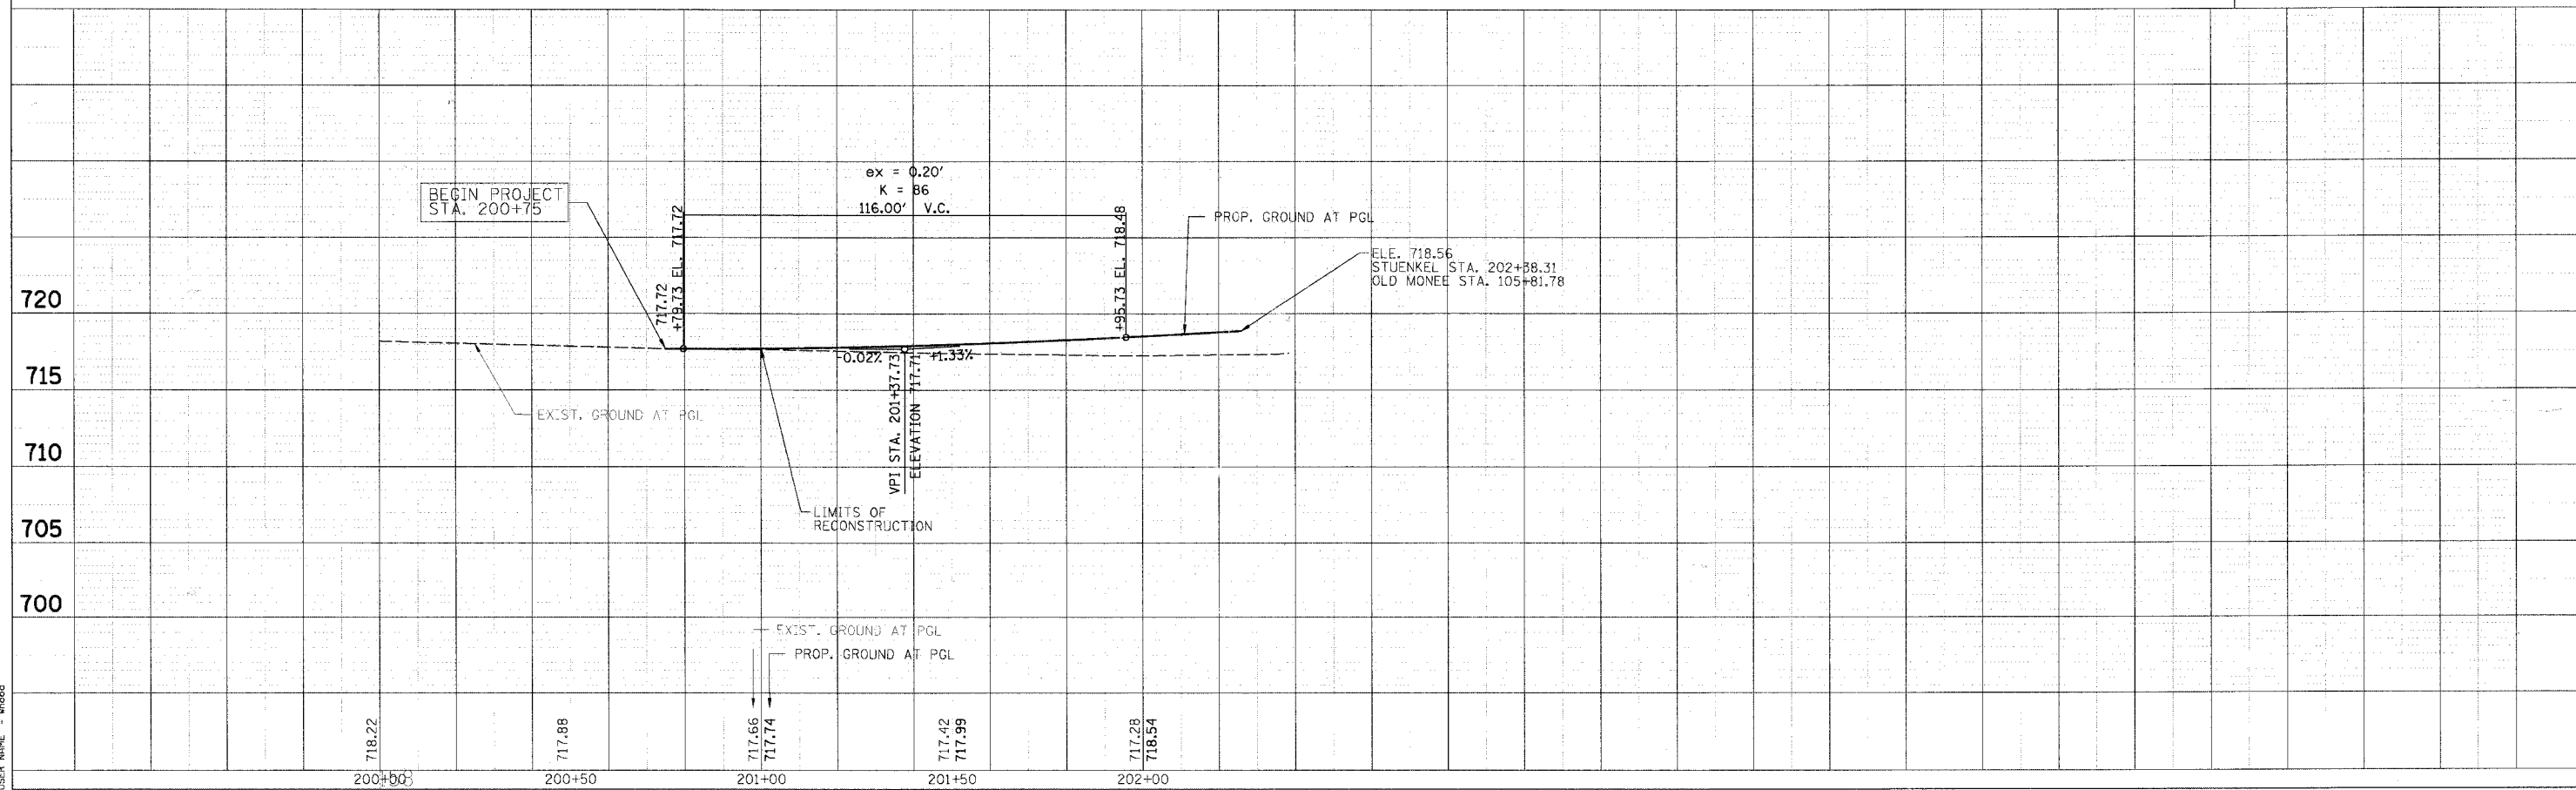 ex = 0.20'
K = 86
116.00' V.C.
BEGIN PROJECT
STA. 200+75
717.72
+79.73 EL. 717.72
+95.73 EL. 718.48
PROP. GROUND AT PGL
ELE. 718.56
STUENKEL STA. 202+38.31
OLD MONEE STA. 105+81.78
720
715
710
705
700
-0.02%
+1.33%
VPI STA. 201+37.73
ELEVATION 717.71
EXIST. GROUND AT PGL
LIMITS OF
RECONSTRUCTION
EXIST. GROUND AT PGL
PROP. GROUND AT PGL
718.22
717.88
717.66
717.74
717.42
717.99
717.28
718.54
200+00
200+50
201+00
201+50
202+00
USER NAME =